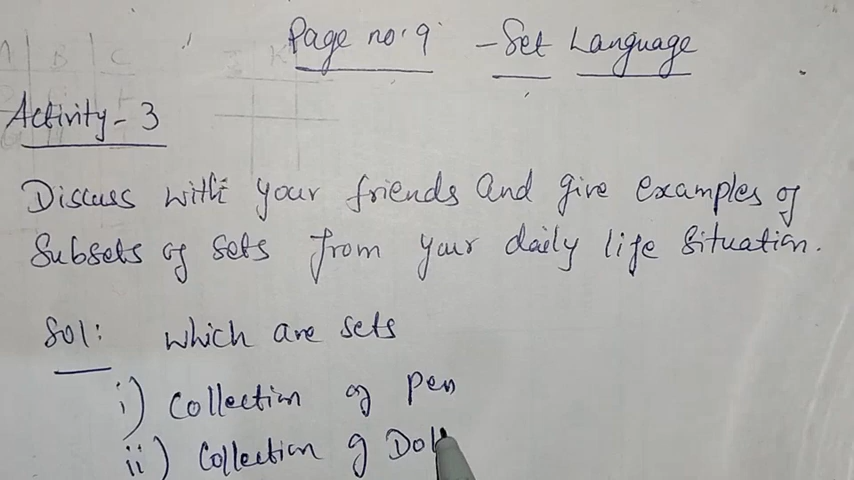 Page no: 9 - Set Language
Activity - 3
Discuss with your friends and give examples of
Subsets of sets from your daily life situation.
Sol: which are sets
i) Collection of Pen
ii) Collection of Dol